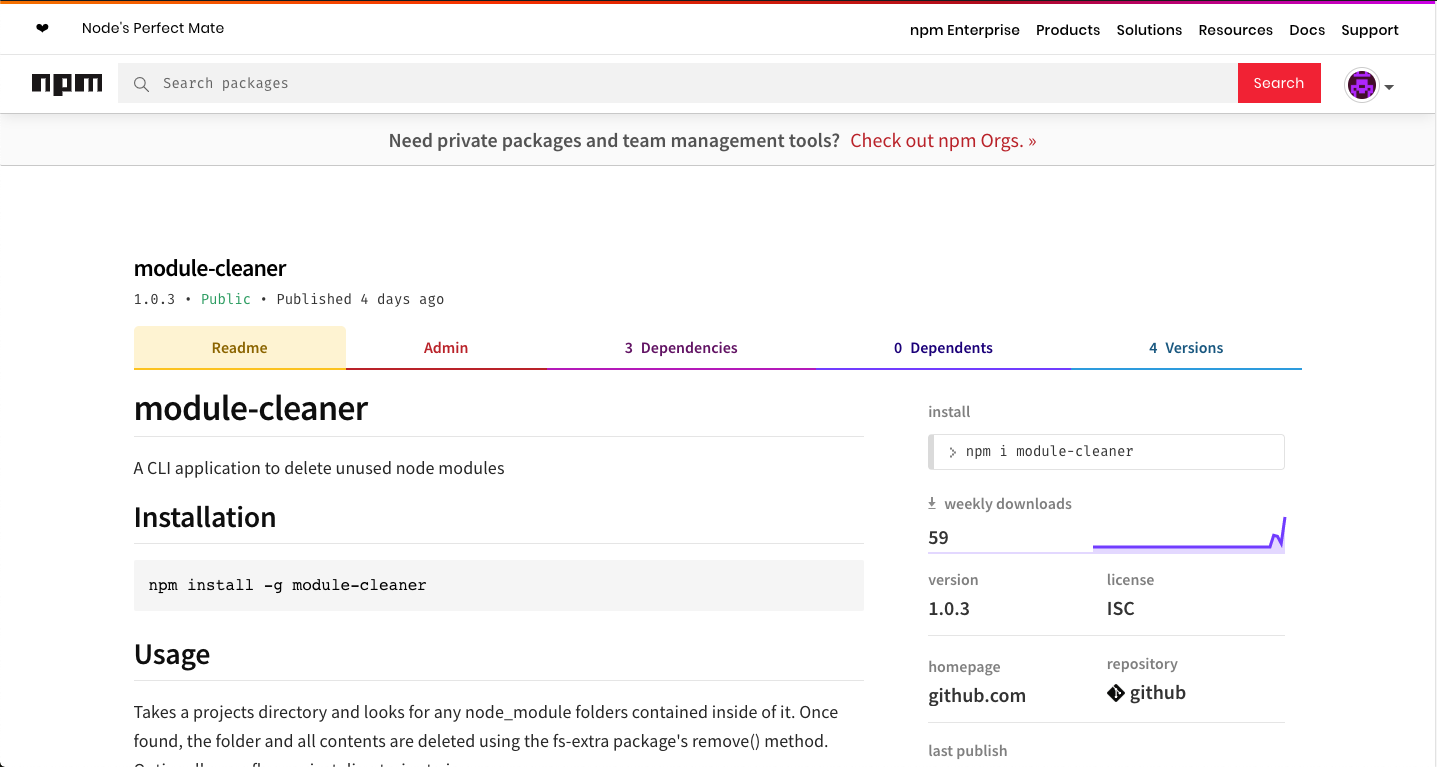 ❤ Node's Perfect Mate
npm Enterprise Products Solutions Resources Docs Support
npm
Search packages
Search
Need private packages and team management tools? Check out npm Orgs. »
module-cleaner
1.0.3 • Public • Published 4 days ago
Readme
Admin
3 Dependencies
0 Dependents
4 Versions
module-cleaner
A CLI application to delete unused node modules
Installation
npm install -g module-cleaner
Usage
Takes a projects directory and looks for any node_module folders contained inside of it. Once
found, the folder and all contents are deleted using the fs-extra package's remove() method.
install
> npm i module-cleaner
weekly downloads
59
version
1.0.3
license
ISC
homepage
github.com
repository
github
last publish